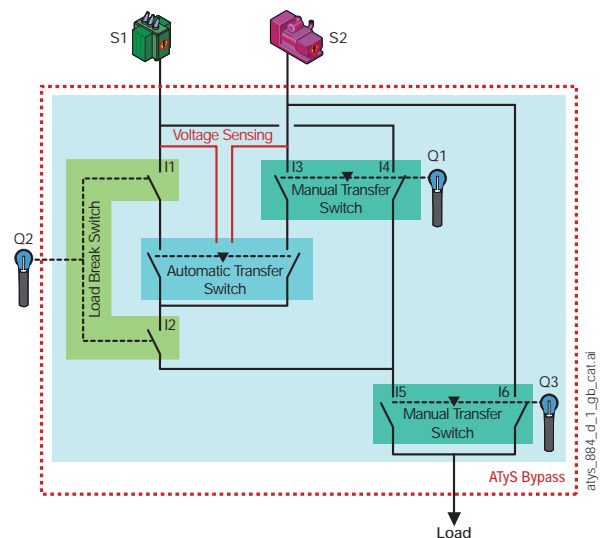 S1
S2
Voltage Sensing
I1
I3
I4
Q1
Manual Transfer
Switch
Q2
Load Break Switch
Automatic Transfer
Switch
I2
I5
I6
Q3
Manual Transfer
Switch
ATyS Bypass
Load
atys_884_d_1_gb_cat.ai